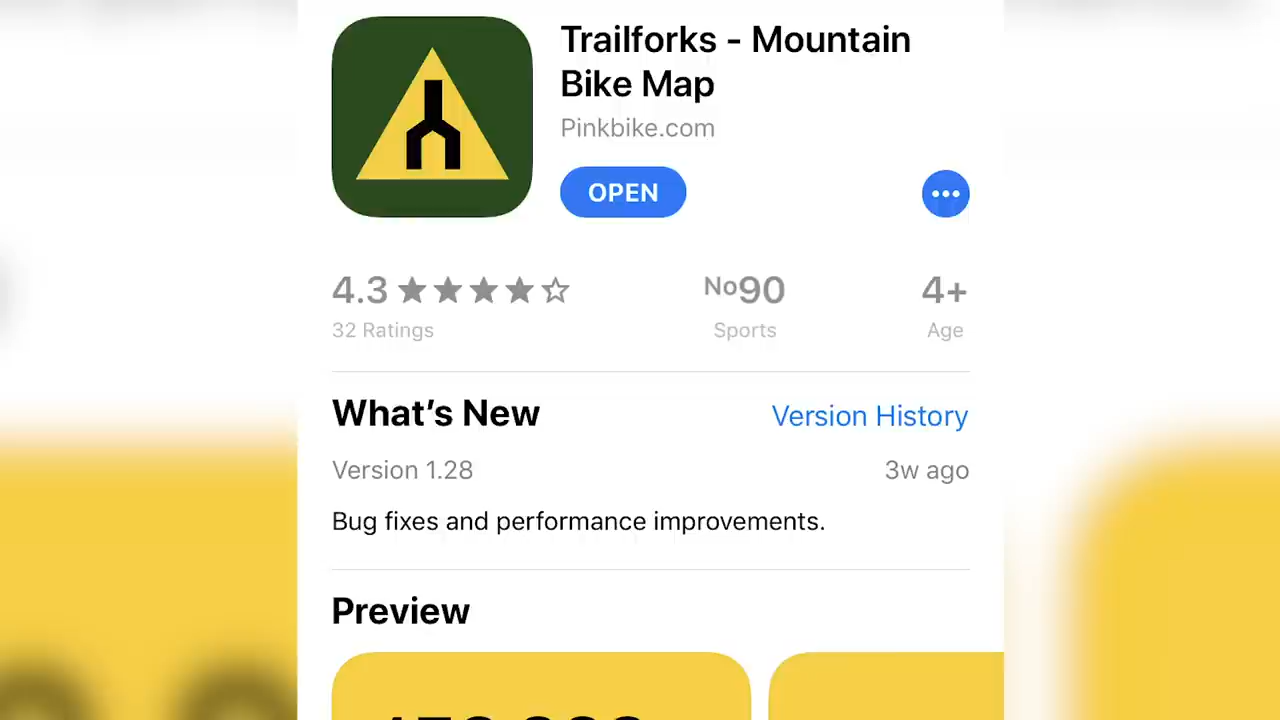 Trailforks - Mountain
Bike Map
Pinkbike.com
OPEN
4.3
32 Ratings
No90
Sports
4+
Age
What’s New
Version History
Version 1.28
3w ago
Bug fixes and performance improvements.
Preview